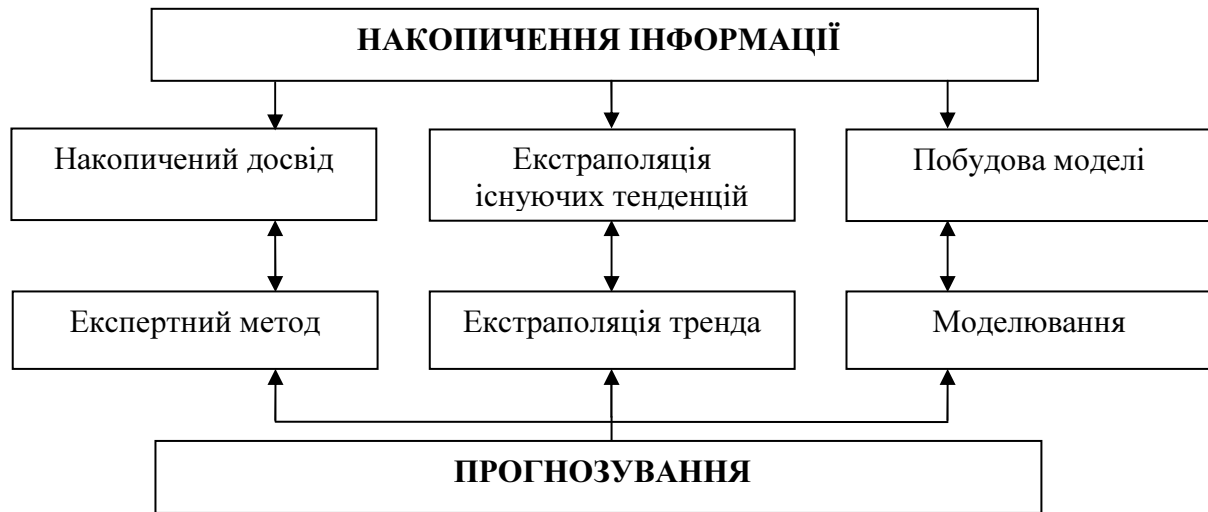 НАКОПИЧЕННЯ ІНФОРМАЦІЇ
Накопичений досвід
Екстраполяція
існуючих тенденцій
Побудова моделі
Експертний метод
Екстраполяція тренда
Моделювання
ПРОГНОЗУВАННЯ